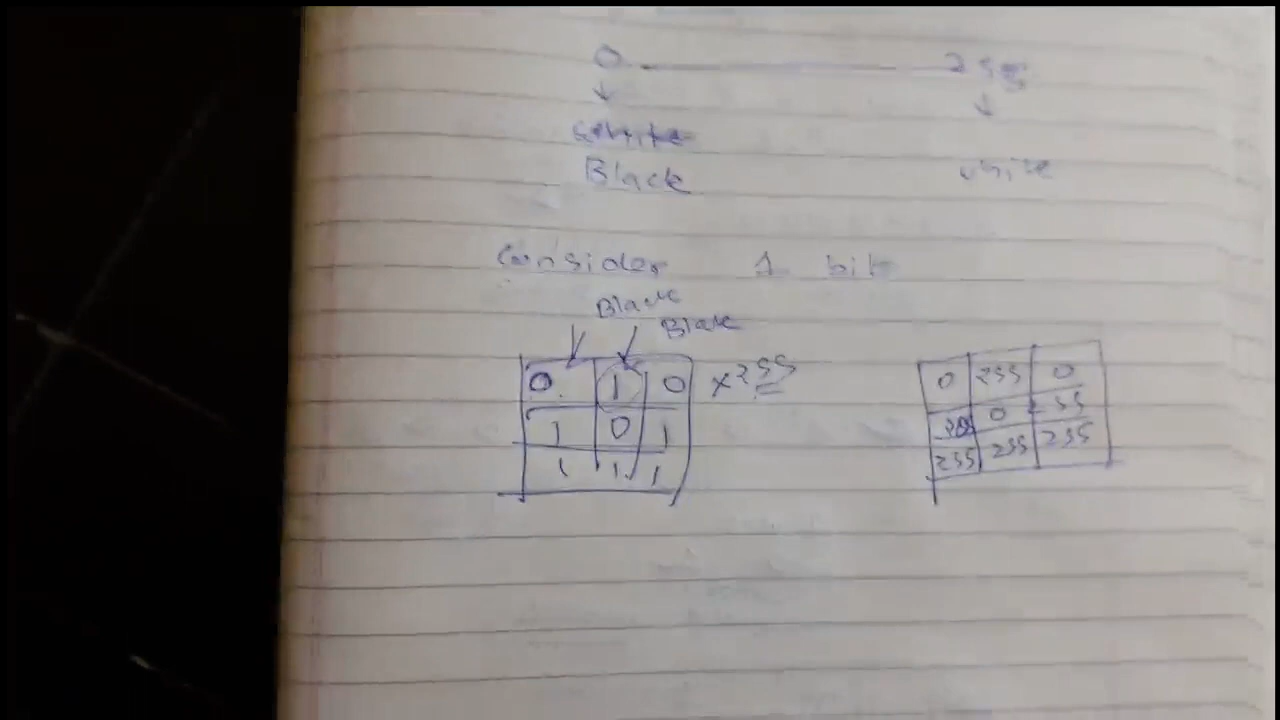 0 255
white
Black white
Consider 1 bit
Black
Black
0 1 0 x255
1 0 1
1 1 1
0 255 0
0 255
255 255 255